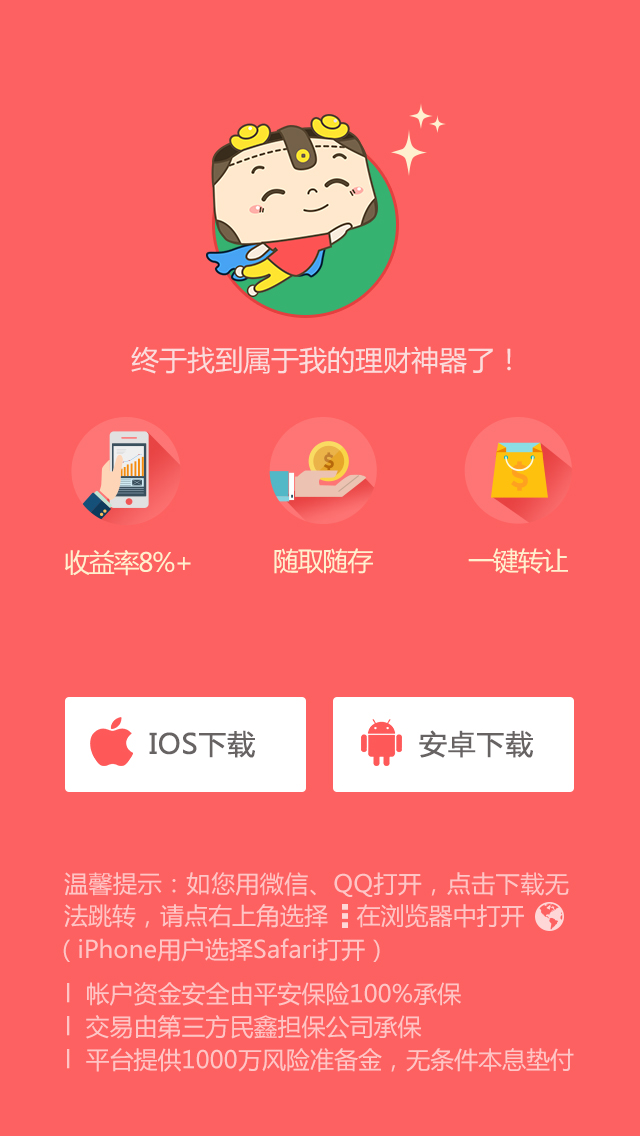 终于找到属于我的理财神器了！
收益率8%+
随取随存
一键转让
IOS下载
安卓下载
温馨提示：如您用微信、QQ打开，点击下载无
法跳转，请点右上角选择 在浏览器中打开
（iPhone用户选择Safari打开）
帐户资金安全由平安保险100%承保
交易由第三方民鑫担保公司承保
平台提供1000万风险准备金，无条件本息垫付